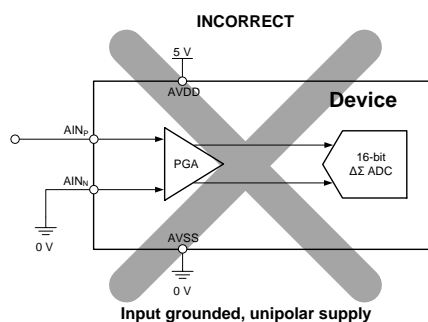 INCORRECT
5 V
AVDD
Device
AINP
PGA
16-bit
ΔΣ ADC
AINN
0 V
AVSS
0 V
Input grounded, unipolar supply